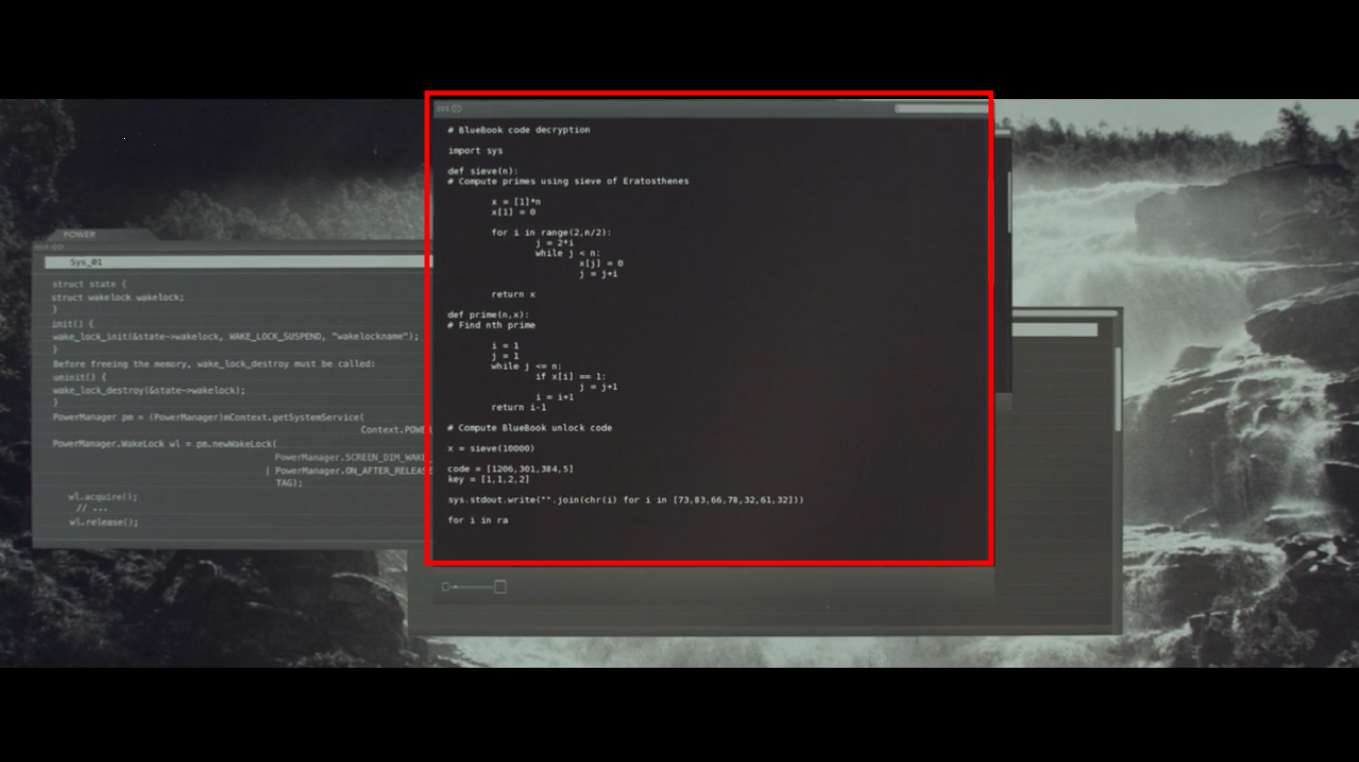 POWER
Sys_01
struct state {
struct wakelock wakelock;
}
init() {
wake_lock_init(&state->wakelock, WAKE_LOCK_SUSPEND, "wakelockname");
}
Before freeing the memory, wake_lock_destroy must be called:
uninit() {
wake_lock_destroy(&state->wakelock);
}
PowerManager pm = (PowerManager)mContext.getSystemService(
Context.POWE
PowerManager.WakeLock wl = pm.newWakeLock(
PowerManager.SCREEN_DIM_WAKE_
| PowerManager.ON_AFTER_RELEASE
TAG);
wl.acquire();
// ...
wl.release();
# BlueBook code decryption
import sys
def sieve(n):
# Compute primes using sieve of Eratosthenes
x = [1]*n
x[1] = 0
for i in range(2,n/2):
j = 2*i
while j < n:
x[j] = 0
j = j+i
return x
def prime(n,x):
# Find nth prime
i = 1
j = 1
while j <= n:
if x[i] == 1:
j = j+1
i = i+1
return i-1
# Compute BlueBook unlock code
x = sieve(10000)
code = [1206,301,384,5]
key = [1,1,2,2]
sys.stdout.write("".join(chr(i) for i in [73,83,66,78,32,61,32]))
for i in ra